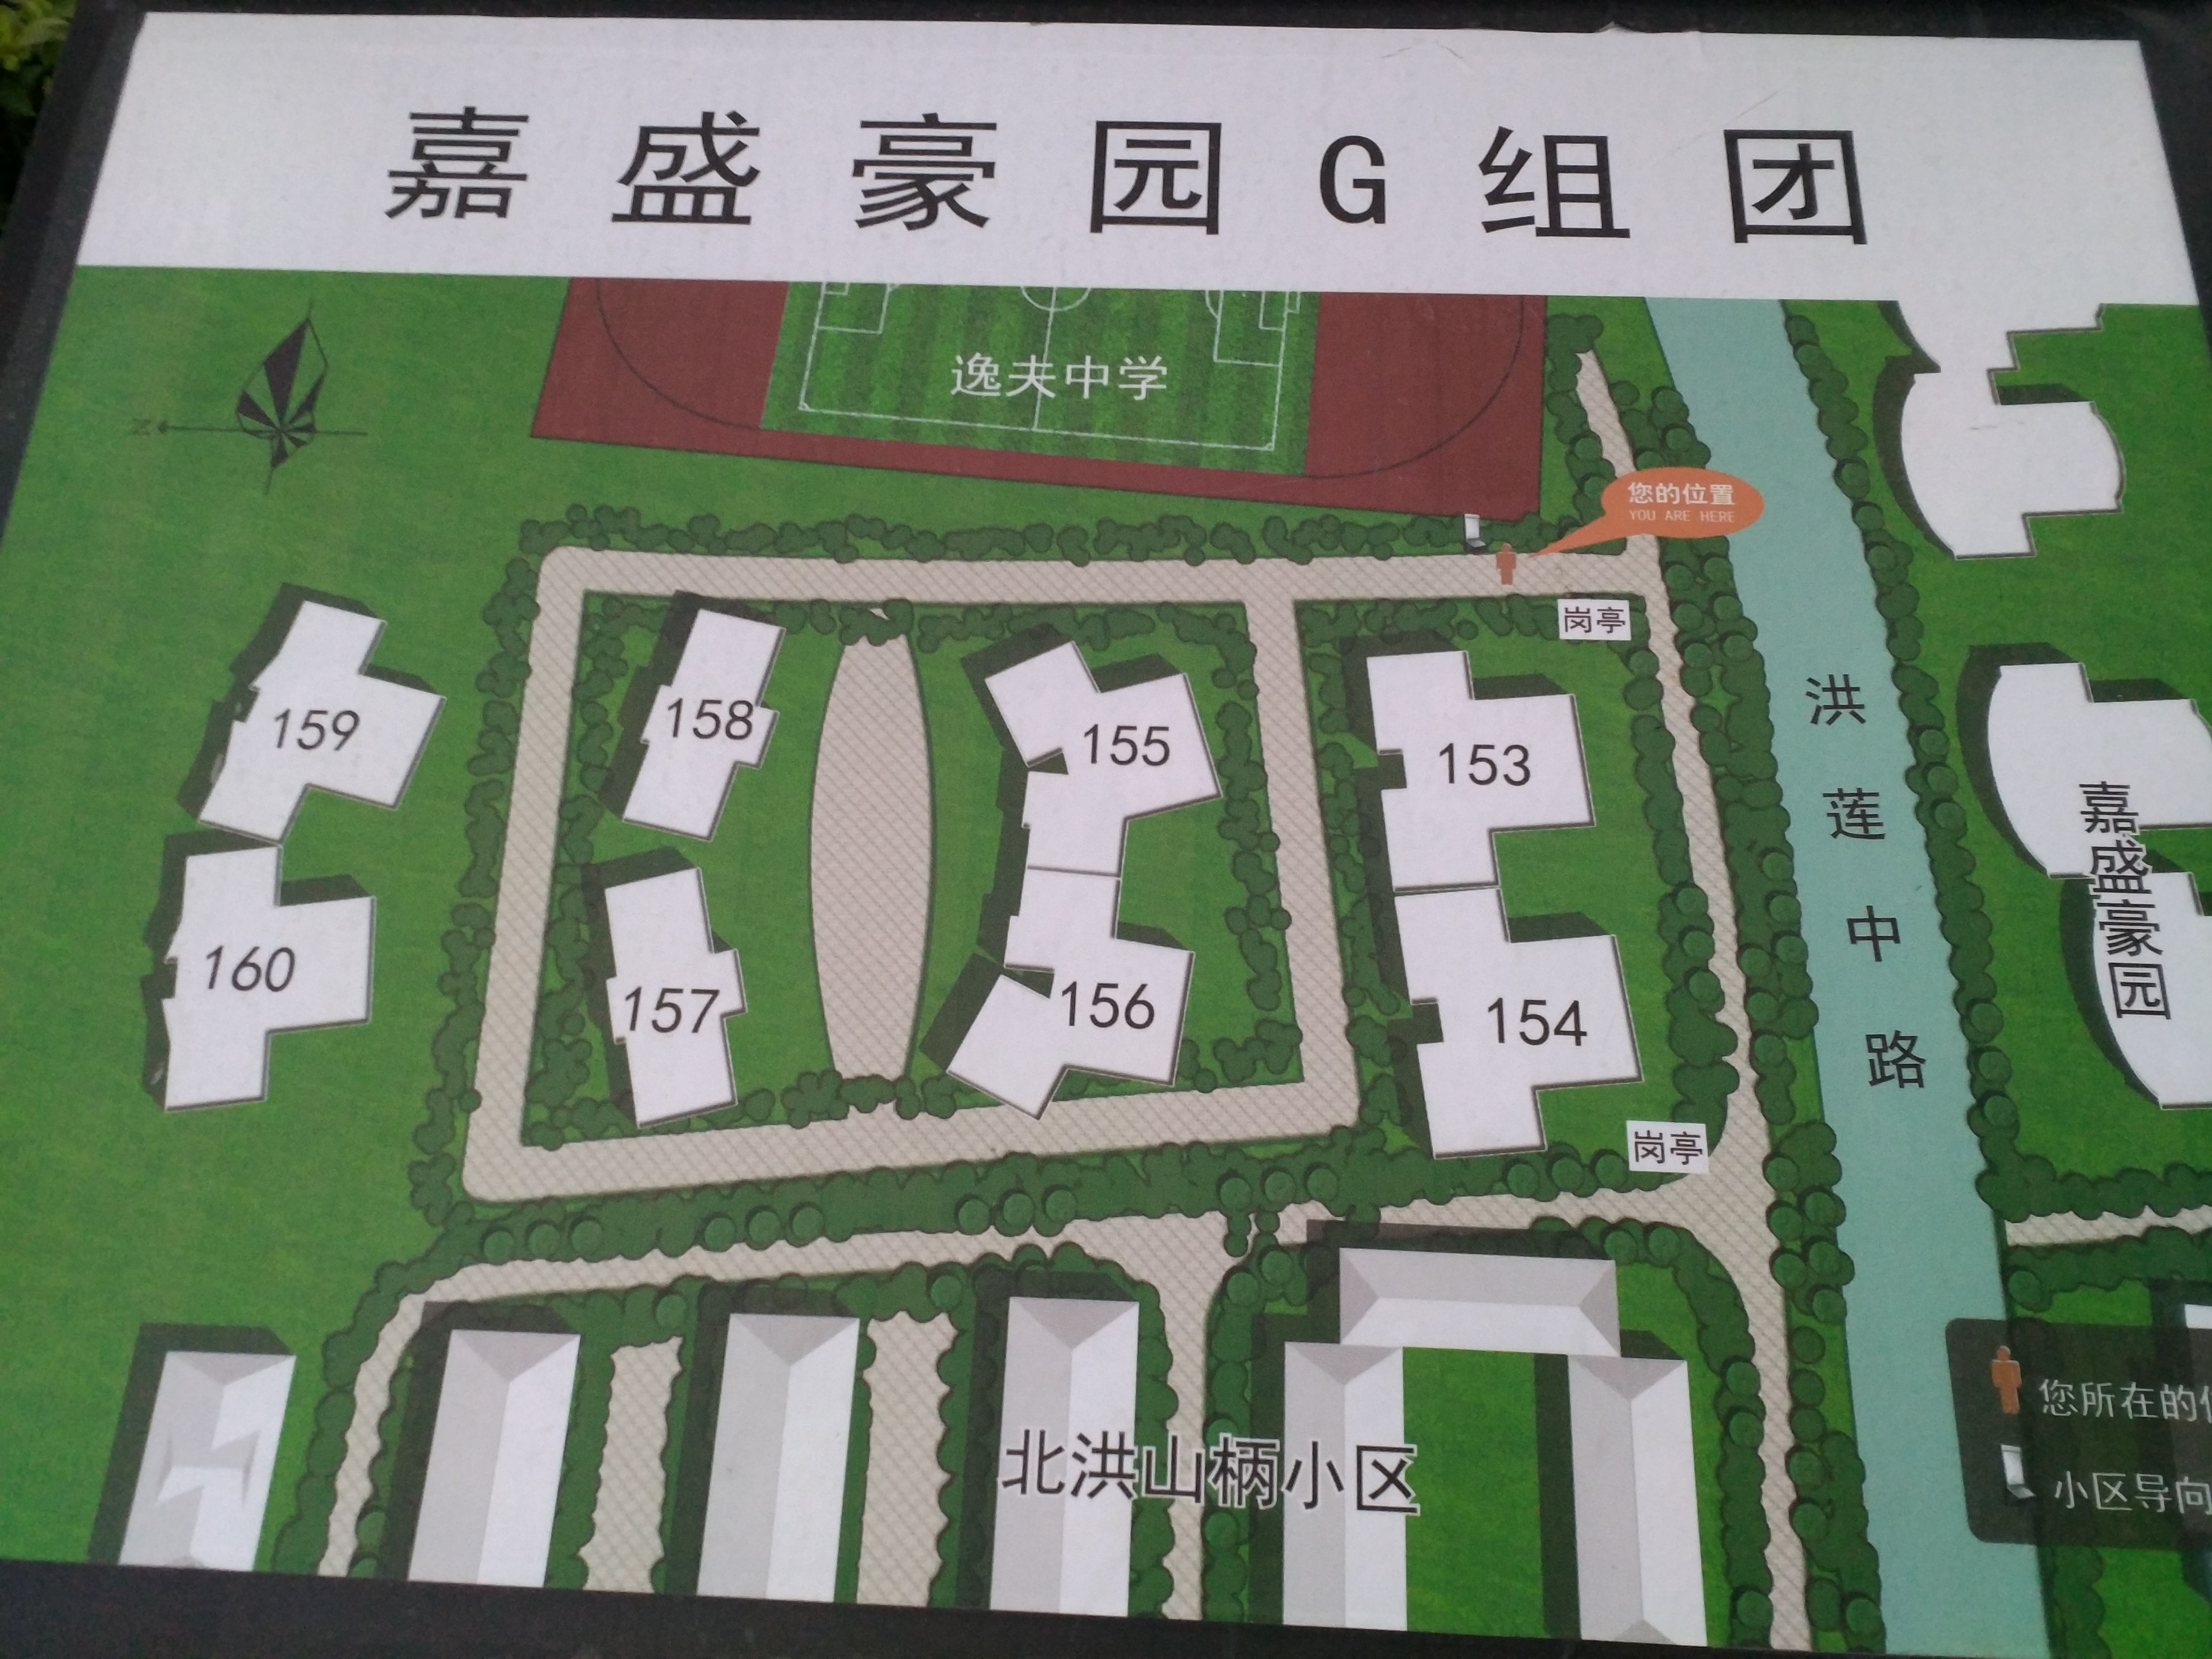 嘉盛豪园G组团
逸夫中学
N
您的位置
YOU ARE HERE
岗亭
159
158
155
153
洪莲中路
嘉盛豪园
160
157
156
154
岗亭
北洪山柄小区
您所在的
小区导向